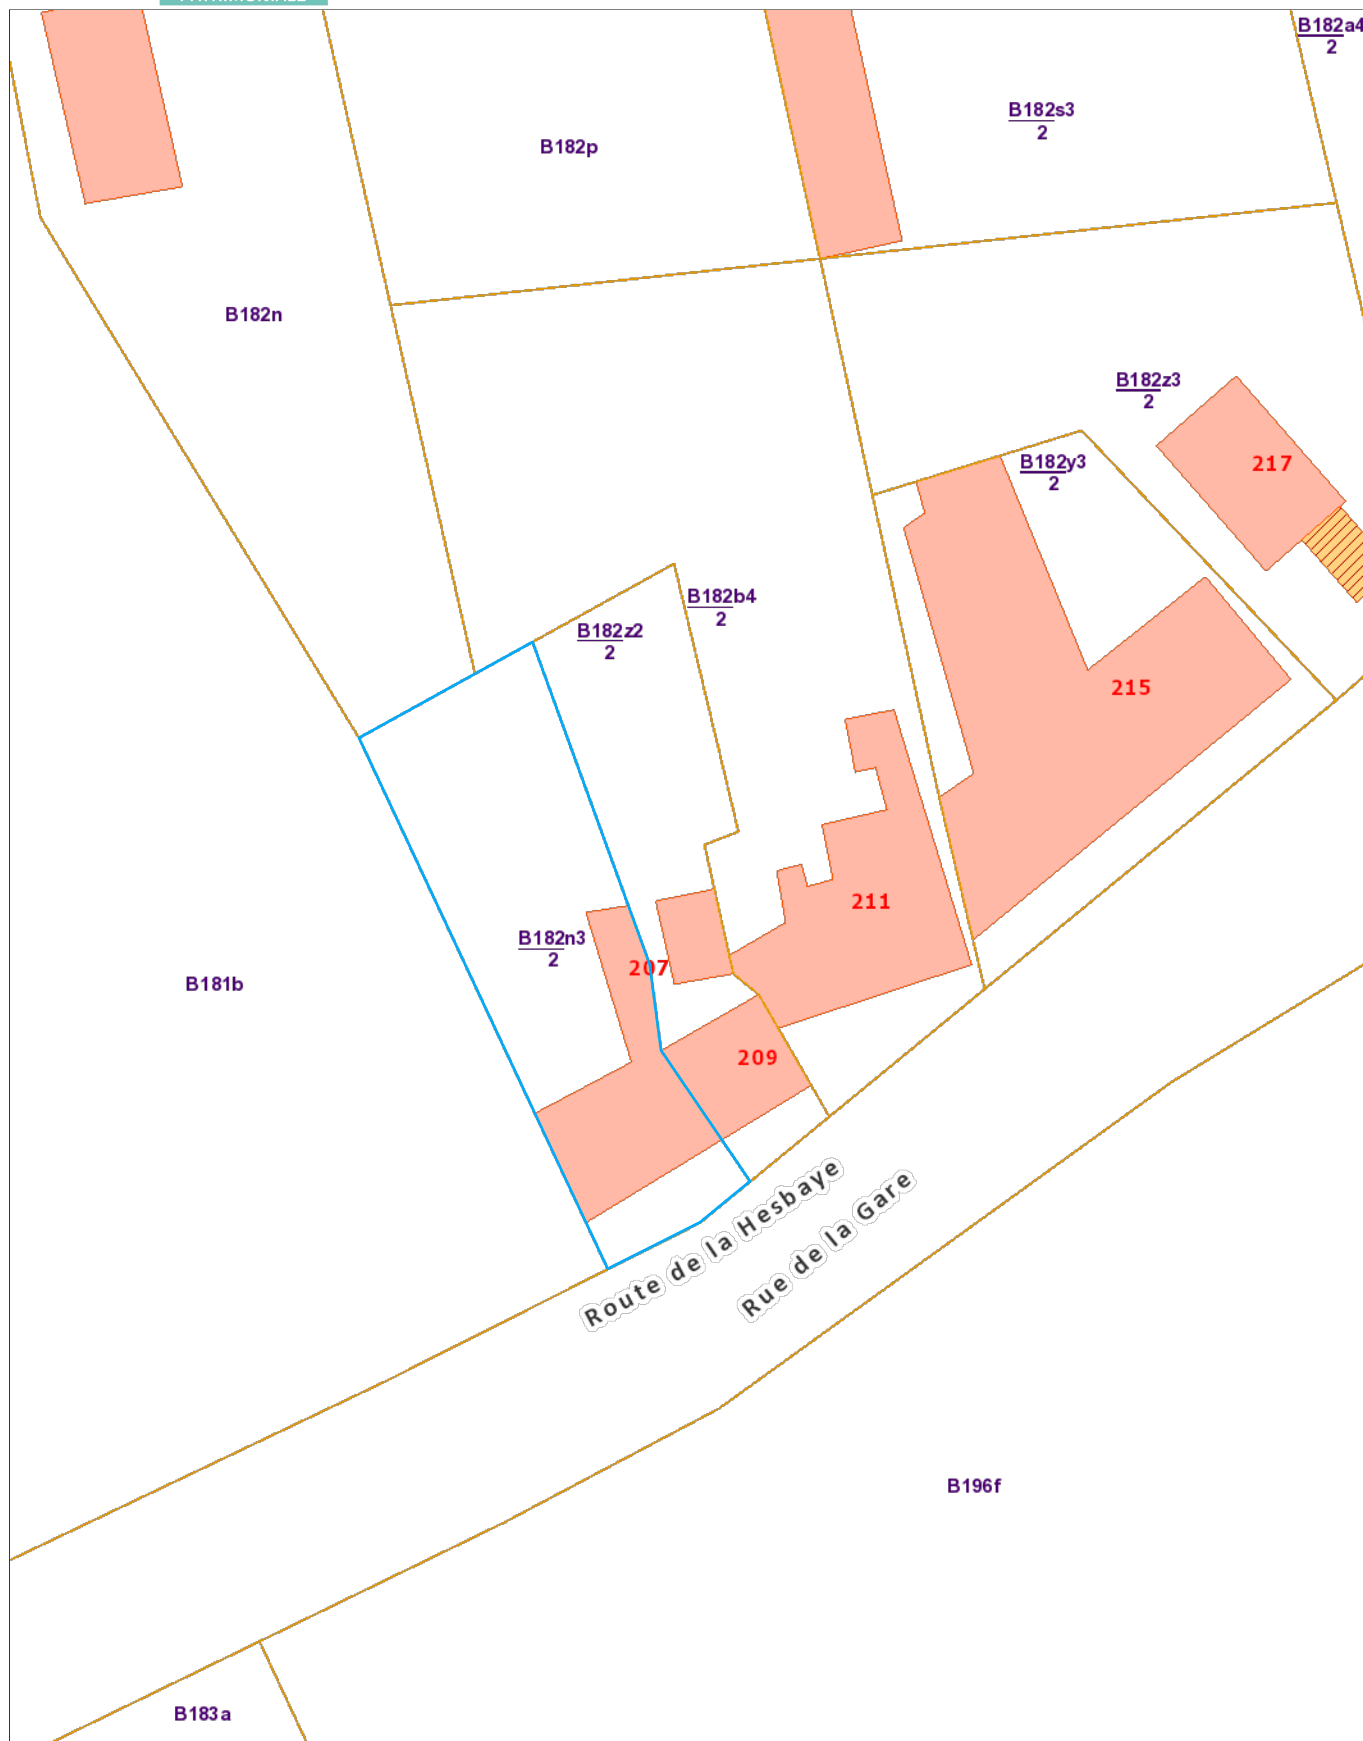 B182a4
2
B182s3
2
B182p
B182n
B182z3
2
217
B182y3
2
B182b4
2
B182z2
2
215
211
B182n3
2
207
B181b
209
Route de la Hesbaye
Rue de la Gare
B196f
B183a